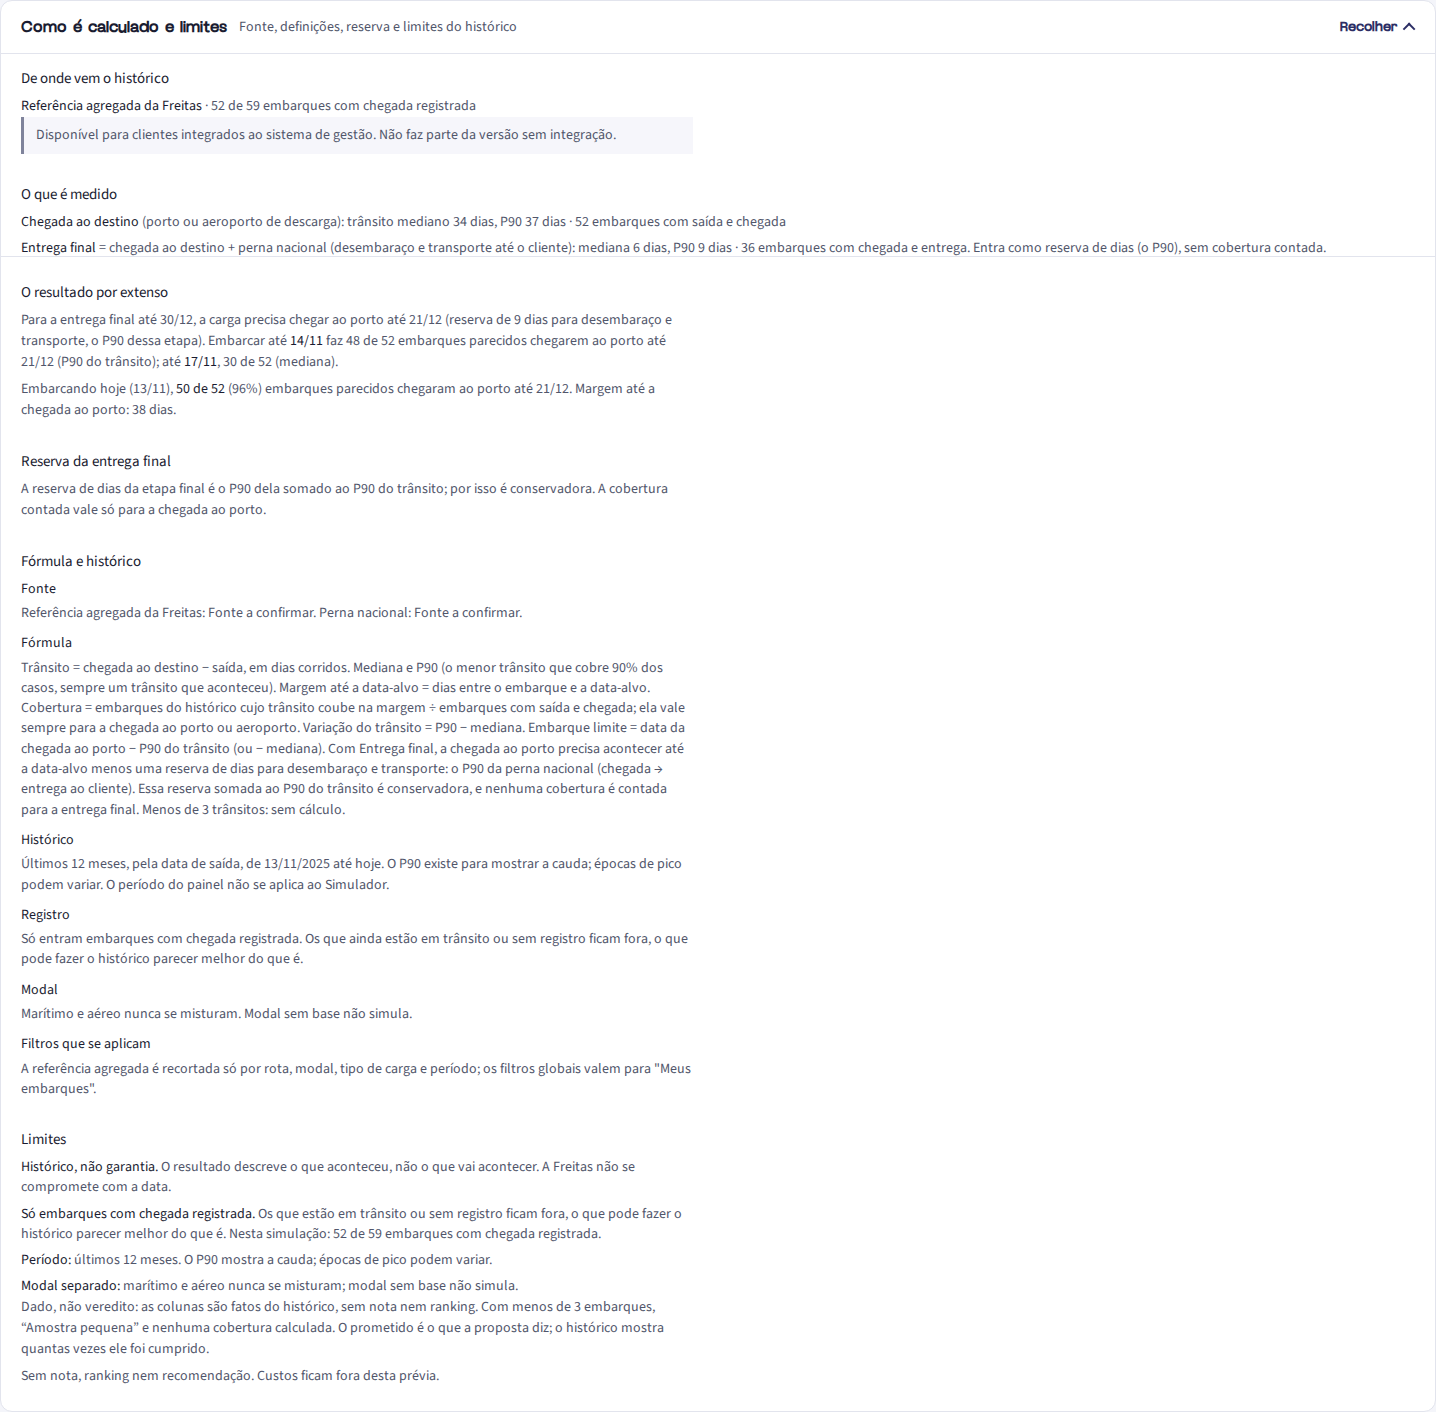 Como é calculado e limites Fonte, definições, reserva e limites do histórico Recolher
De onde vem o histórico
Referência agregada da Freitas · 52 de 59 embarques com chegada registrada
Disponível para clientes integrados ao sistema de gestão. Não faz parte da versão sem integração.
O que é medido
Chegada ao destino (porto ou aeroporto de descarga): trânsito mediano 34 dias, P90 37 dias · 52 embarques com saída e chegada
Entrega final = chegada ao destino + perna nacional (desembaraço e transporte até o cliente): mediana 6 dias, P90 9 dias · 36 embarques com chegada e entrega. Entra como reserva de dias (o P90), sem cobertura contada.
O resultado por extenso
Para a entrega final até 30/12, a carga precisa chegar ao porto até 21/12 (reserva de 9 dias para desembaraço e
transporte, o P90 dessa etapa). Embarcar até 14/11 faz 48 de 52 embarques parecidos chegarem ao porto até
21/12 (P90 do trânsito); até 17/11, 30 de 52 (mediana).
Embarcando hoje (13/11), 50 de 52 (96%) embarques parecidos chegaram ao porto até 21/12. Margem até a
chegada ao porto: 38 dias.
Reserva da entrega final
A reserva de dias da etapa final é o P90 dela somado ao P90 do trânsito; por isso é conservadora. A cobertura
contada vale só para a chegada ao porto.
Fórmula e histórico
Fonte
Referência agregada da Freitas: Fonte a confirmar. Perna nacional: Fonte a confirmar.
Fórmula
Trânsito = chegada ao destino − saída, em dias corridos. Mediana e P90 (o menor trânsito que cobre 90% dos
casos, sempre um trânsito que aconteceu). Margem até a data-alvo = dias entre o embarque e a data-alvo.
Cobertura = embarques do histórico cujo trânsito coube na margem ÷ embarques com saída e chegada; ela vale
sempre para a chegada ao porto ou aeroporto. Variação do trânsito = P90 − mediana. Embarque limite = data da
chegada ao porto − P90 do trânsito (ou − mediana). Com Entrega final, a chegada ao porto precisa acontecer até
a data-alvo menos uma reserva de dias para desembaraço e transporte: o P90 da perna nacional (chegada →
entrega ao cliente). Essa reserva somada ao P90 do trânsito é conservadora, e nenhuma cobertura é contada
para a entrega final. Menos de 3 trânsitos: sem cálculo.
Histórico
Últimos 12 meses, pela data de saída, de 13/11/2025 até hoje. O P90 existe para mostrar a cauda; épocas de pico
podem variar. O período do painel não se aplica ao Simulador.
Registro
Só entram embarques com chegada registrada. Os que ainda estão em trânsito ou sem registro ficam fora, o que
pode fazer o histórico parecer melhor do que é.
Modal
Marítimo e aéreo nunca se misturam. Modal sem base não simula.
Filtros que se aplicam
A referência agregada é recortada só por rota, modal, tipo de carga e período; os filtros globais valem para "Meus
embarques".
Limites
Histórico, não garantia. O resultado descreve o que aconteceu, não o que vai acontecer. A Freitas não se
compromete com a data.
Só embarques com chegada registrada. Os que estão em trânsito ou sem registro ficam fora, o que pode fazer o
histórico parecer melhor do que é. Nesta simulação: 52 de 59 embarques com chegada registrada.
Período: últimos 12 meses. O P90 mostra a cauda; épocas de pico podem variar.
Modal separado: marítimo e aéreo nunca se misturam; modal sem base não simula.
Dado, não veredito: as colunas são fatos do histórico, sem nota nem ranking. Com menos de 3 embarques,
“Amostra pequena” e nenhuma cobertura calculada. O prometido é o que a proposta diz; o histórico mostra
quantas vezes ele foi cumprido.
Sem nota, ranking nem recomendação. Custos ficam fora desta prévia.